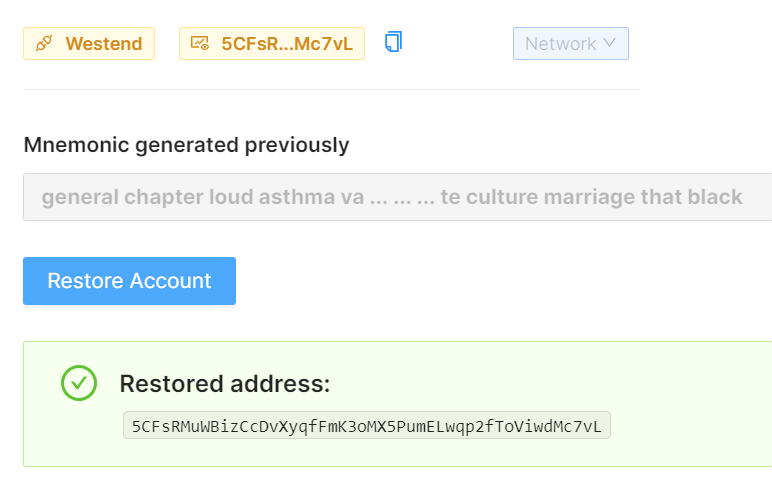 Westend 5CFsR...Mc7vL Network
Mnemonic generated previously
general chapter loud asthma va ... ... ... te culture marriage that black
Restore Account
Restored address:
5CFsRMuWBizCcDvXyqfFmK3oMX5PumELwqp2fToViwdMc7vL